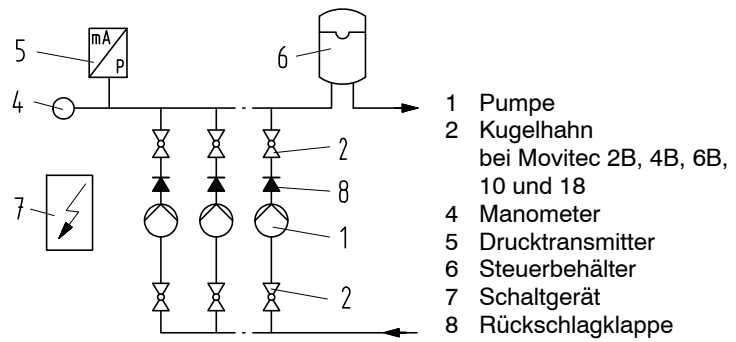 mA
P
5
6
4
2
8
7
1
2
1 Pumpe
2 Kugelhahn
bei Movitec 2B, 4B, 6B,
10 und 18
4 Manometer
5 Drucktransmitter
6 Steuerbehälter
7 Schaltgerät
8 Rückschlagklappe